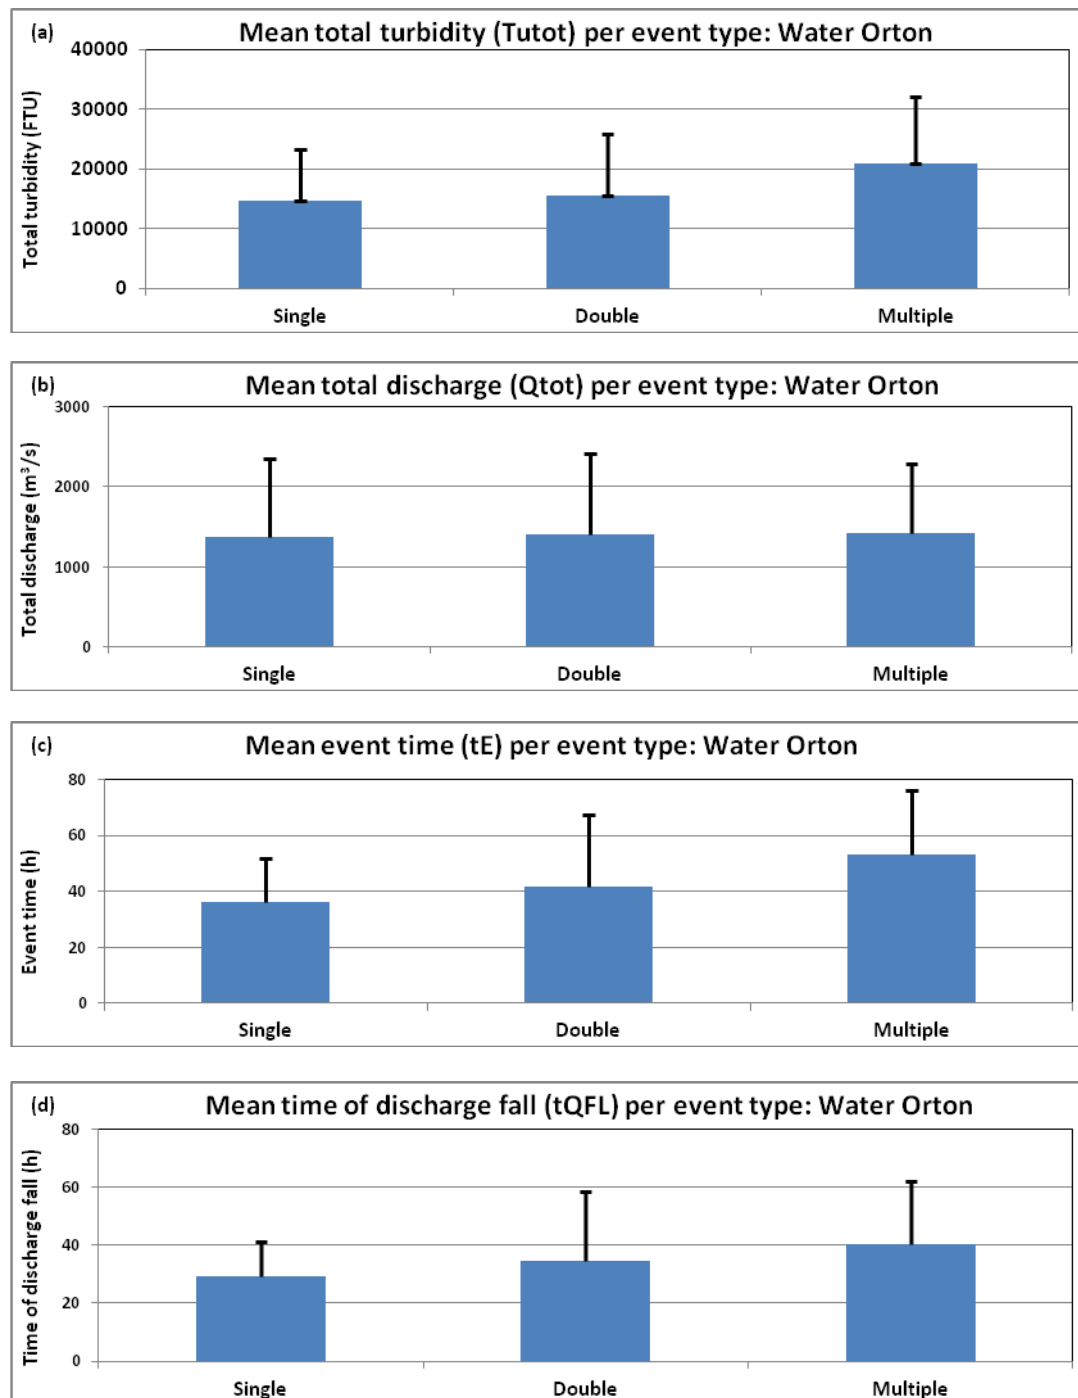 (a) Mean total turbidity (Tutot) per event type: Water Orton
Total turbidity (FTU)
40000
30000
20000
10000
0
Single Double Multiple
(b) Mean total discharge (Qtot) per event type: Water Orton
Total discharge (m³/s)
3000
2000
1000
0
Single Double Multiple
(c) Mean event time (tE) per event type: Water Orton
Event time (h)
80
60
40
20
0
Single Double Multiple
(d) Mean time of discharge fall (tQFL) per event type: Water Orton
Time of discharge fall (h)
80
60
40
20
0
Single Double Multiple